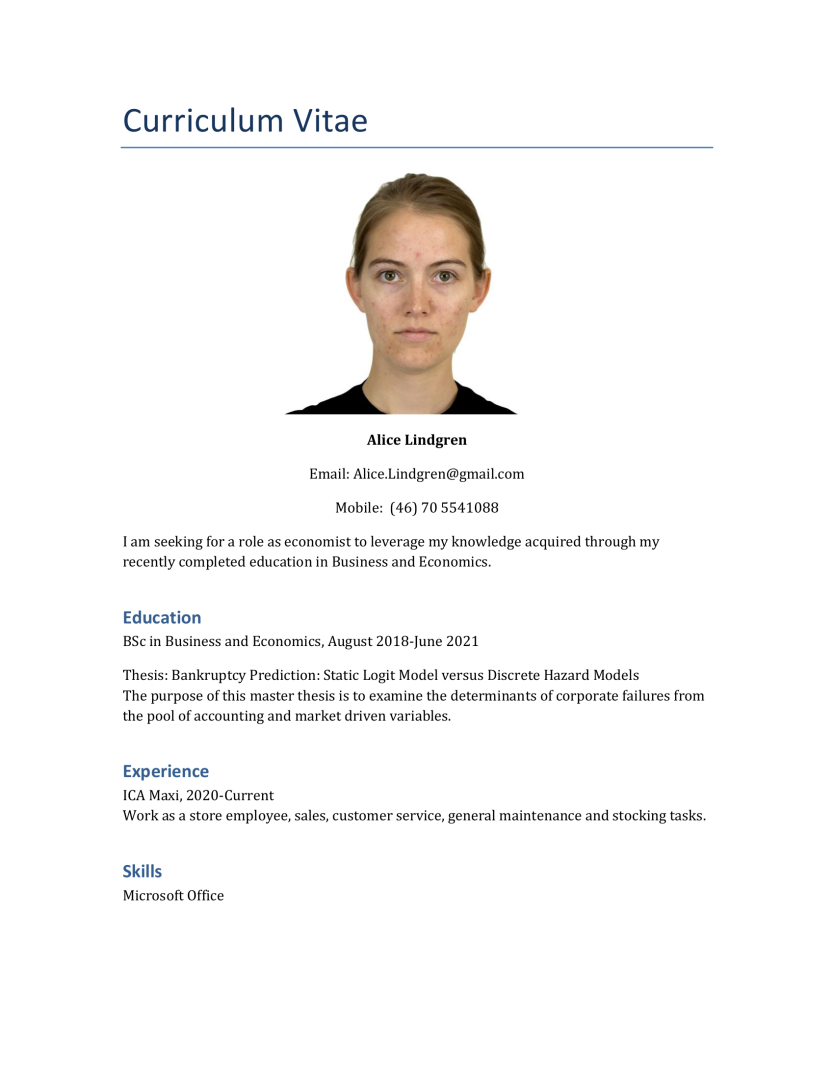 Curriculum Vitae
Alice Lindgren
Email: Alice.Lindgren@gmail.com
Mobile:  (46) 70 5541088
I am seeking for a role as economist to leverage my knowledge acquired through my
recently completed education in Business and Economics.
Education
BSc in Business and Economics, August 2018-June 2021
Thesis: Bankruptcy Prediction: Static Logit Model versus Discrete Hazard Models
The purpose of this master thesis is to examine the determinants of corporate failures from
the pool of accounting and market driven variables.
Experience
ICA Maxi, 2020-Current
Work as a store employee, sales, customer service, general maintenance and stocking tasks.
Skills
Microsoft Office